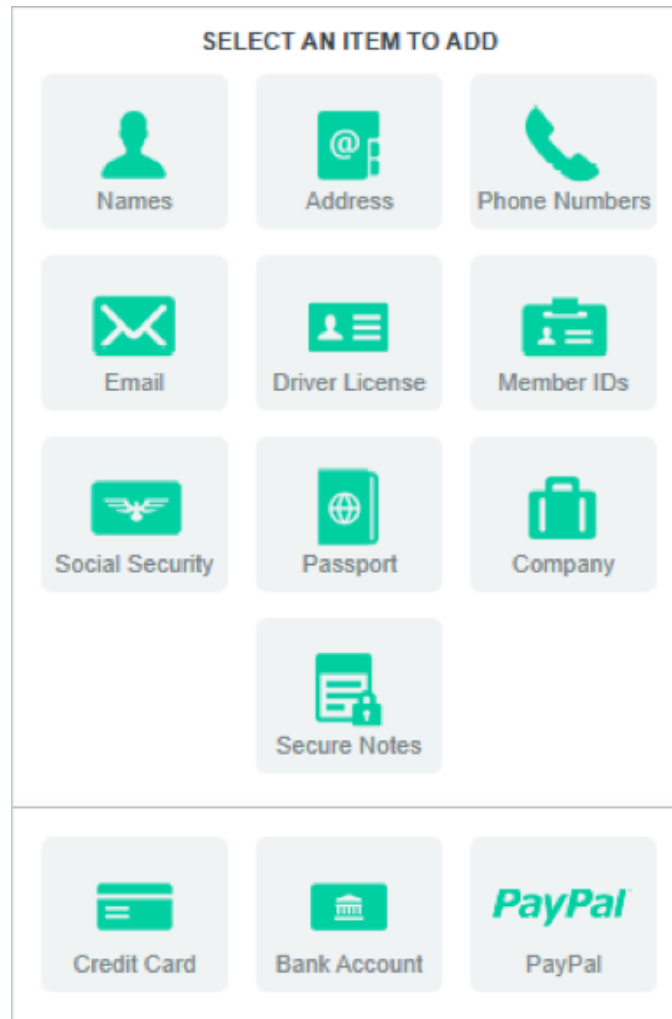 SELECT AN ITEM TO ADD
Names
Address
Phone Numbers
Email
Driver License
Member IDs
Social Security
Passport
Company
Secure Notes
Credit Card
Bank Account
PayPal
PayPal